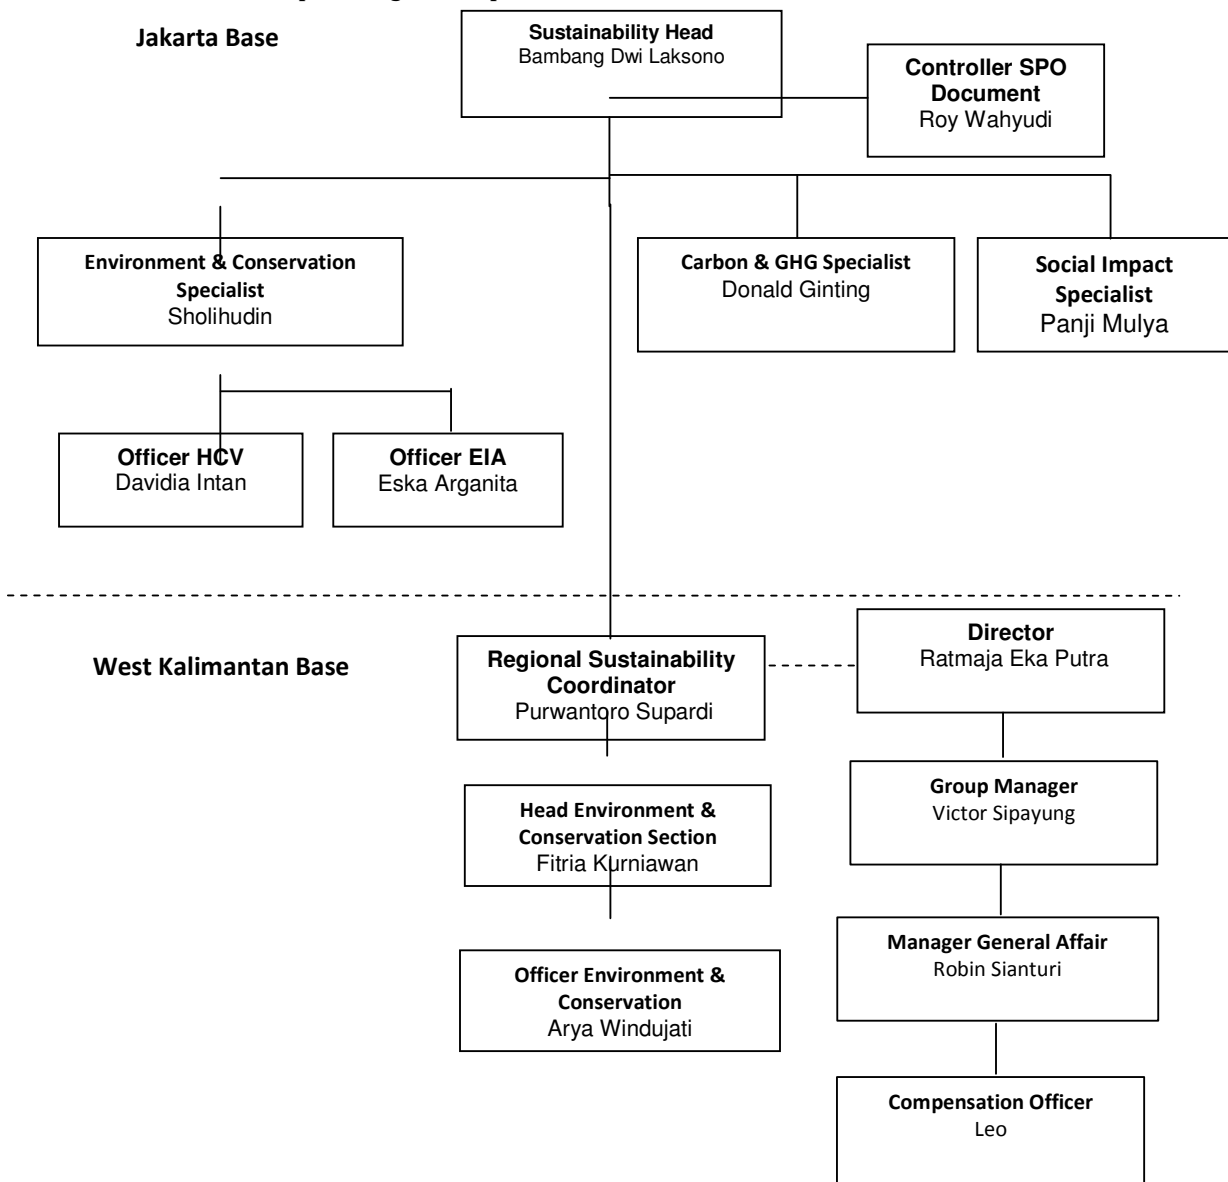 Jakarta Base
Sustainability Head
Bambang Dwi Laksono
Controller SPO
Document
Roy Wahyudi
Environment & Conservation
Specialist
Sholihudin
Carbon & GHG Specialist
Donald Ginting
Social Impact
Specialist
Panji Mulya
Officer HCV
Davidia Intan
Officer EIA
Eska Arganita
West Kalimantan Base
Regional Sustainability
Coordinator
Purwantoro Supardi
Director
Ratmaja Eka Putra
Group Manager
Victor Sipayung
Head Environment &
Conservation Section
Fitria Kurniawan
Manager General Affair
Robin Sianturi
Officer Environment &
Conservation
Arya Windujati
Compensation Officer
Leo